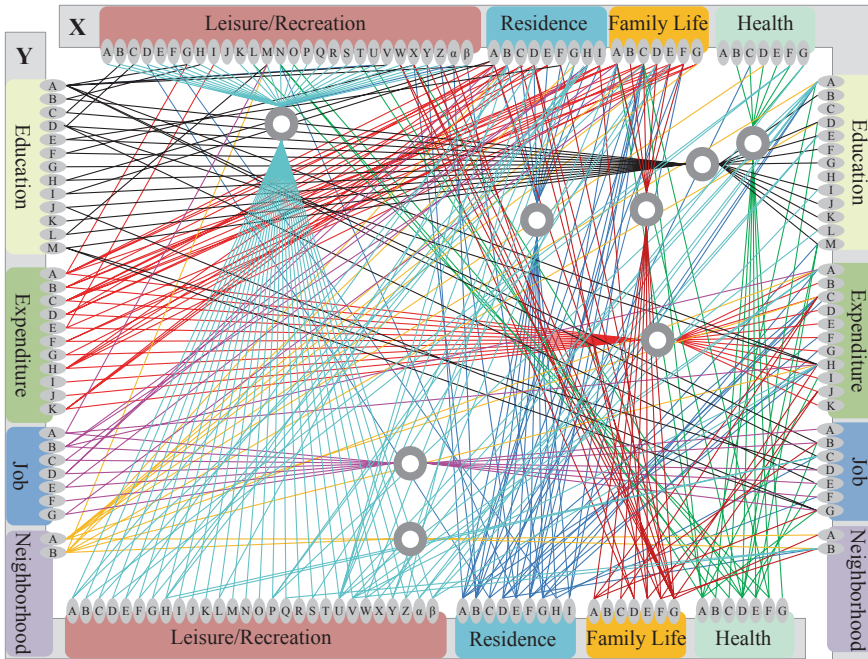 X
Y
Leisure/Recreation Residence Family Life Health
A B C D E F G H I J K L M N O P Q R S T U V W X Y Z α β A B C D E F G H I A B C D E F G A B C D E F G
Education
A
B
C
D
E
F
G
H
I
J
K
L
M
Expenditure
A
B
C
D
E
F
G
H
I
J
K
Job
A
B
C
D
E
F
G
Neighborhood
A
B
Education
A
B
C
D
E
F
G
H
I
J
K
L
M
Expenditure
A
B
C
D
E
F
G
H
I
J
K
Job
A
B
C
D
E
F
G
Neighborhood
A
B
A B C D E F G H I J K L M N O P Q R S T U V W X Y Z α β A B C D E F G H I A B C D E F G A B C D E F G
Leisure/Recreation Residence Family Life Health